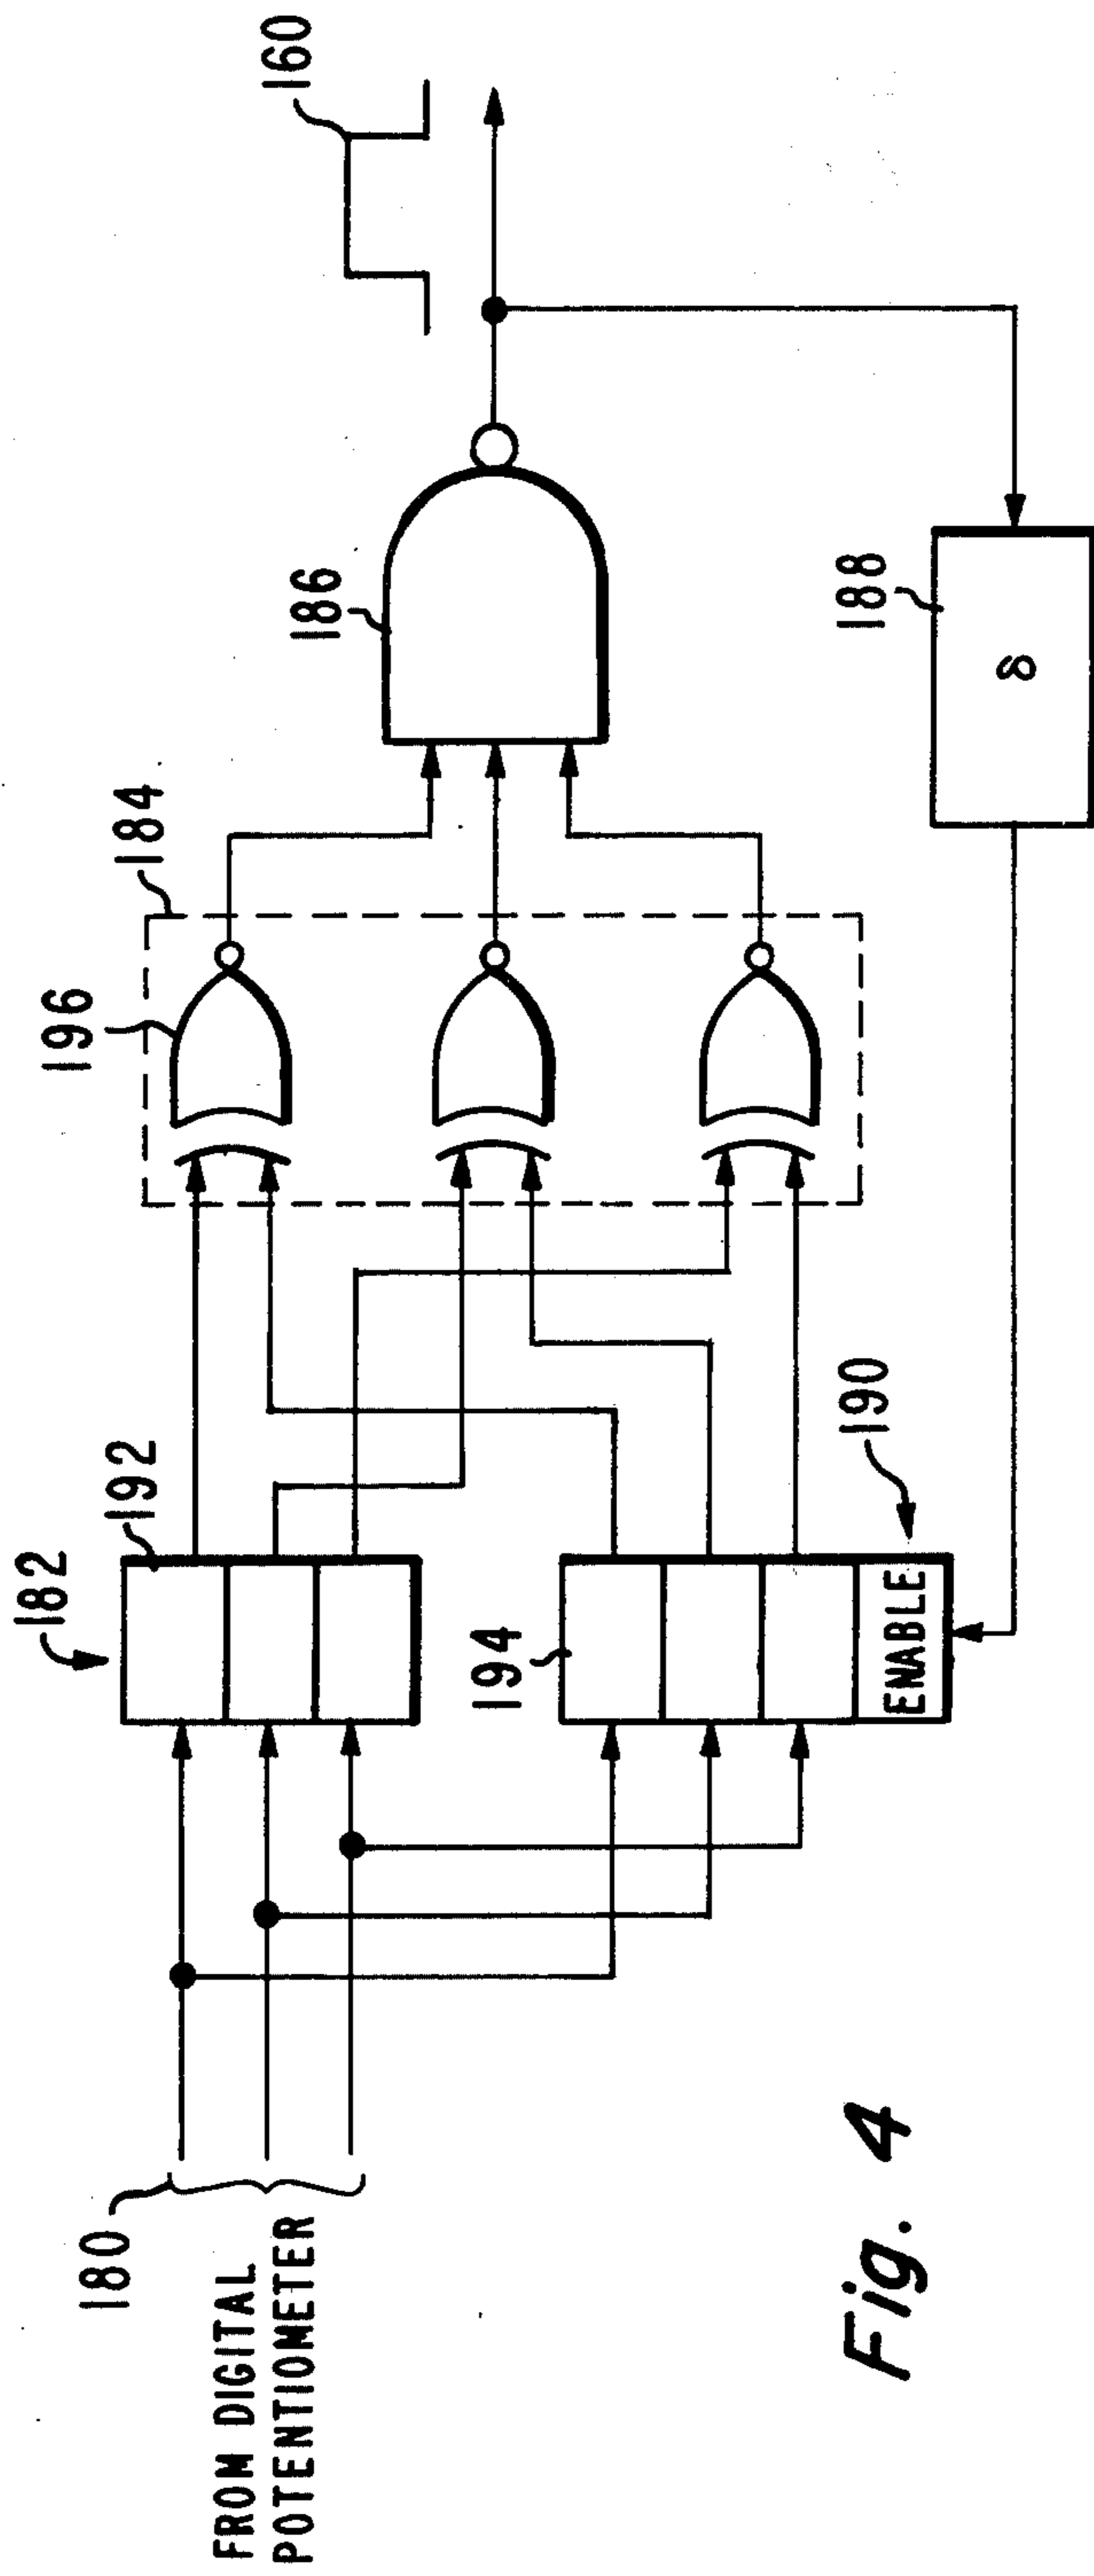 160
186
188
δ
184
196
182
192
194
190
ENABLE
180
FROM DIGITAL
POTENTIOMETER
Fig. 4